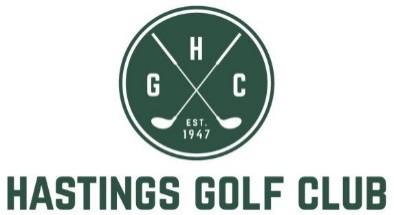 H
G C
EST.
1947
HASTINGS GOLF CLUB